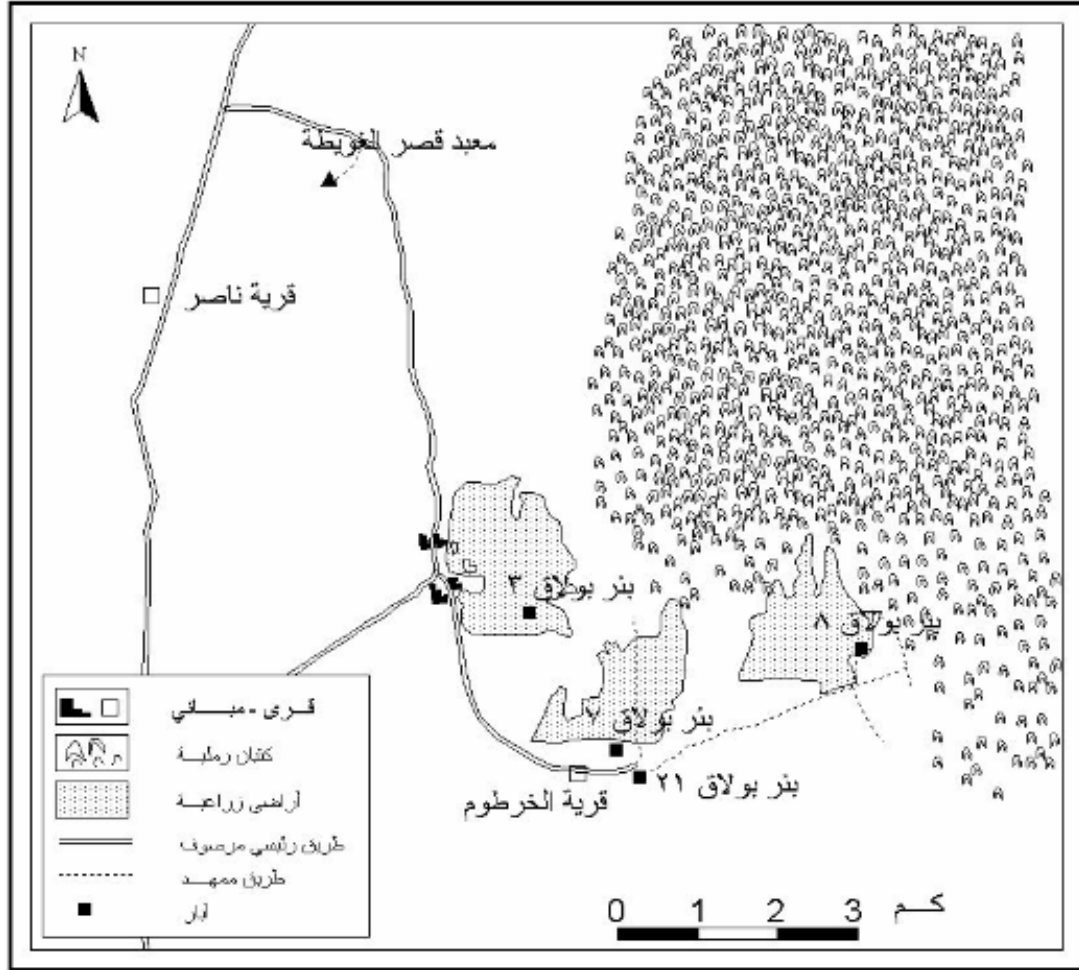 N
معبد قصر الغويطة
قرية ناصر
بئر بولاق ٣
بئر بولاق ٨
بئر بولاق ٧
بئر بولاق ٢١
قرية الخرطوم
قرى - مباني
كثبان رملية
أراضى زراعية
طريق رئيسي مرصوف
طريق ممهد
آبار
0 1 2 3 كم